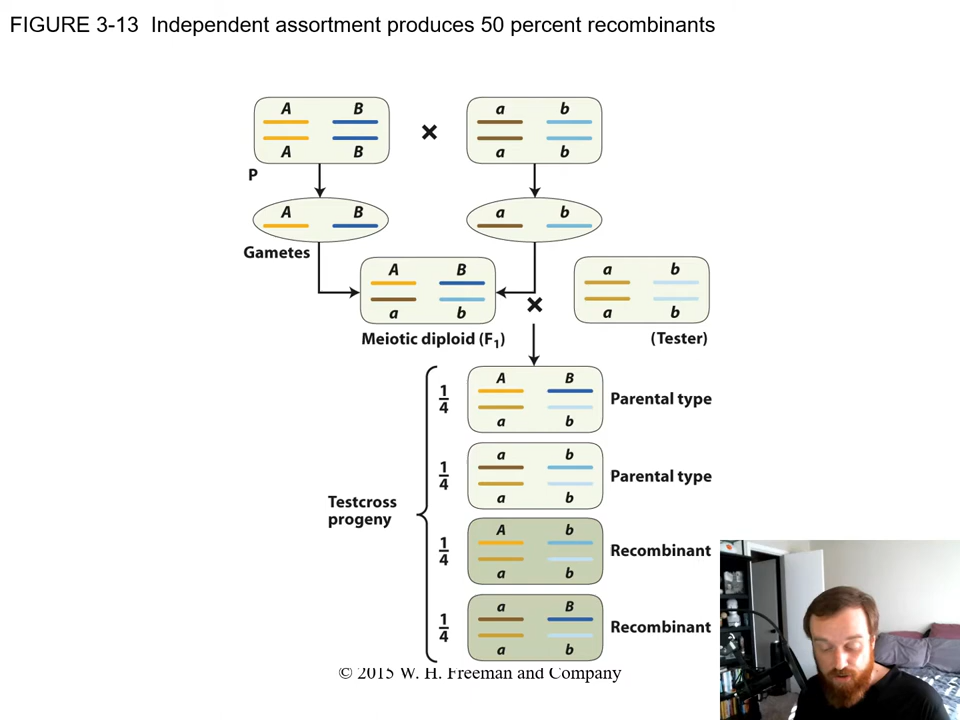 FIGURE 3-13 Independent assortment produces 50 percent recombinants
A B
A B
a b
a b
P
A B
a b
Gametes
A B
a b
Meiotic diploid (F1)
a b
a b
(Tester)
Testcross
progeny
1
4
A B
a b
Parental type
1
4
a b
a b
Parental type
1
4
A b
a b
Recombinant
1
4
a B
a b
Recombinant
© 2015 W. H. Freeman and Company